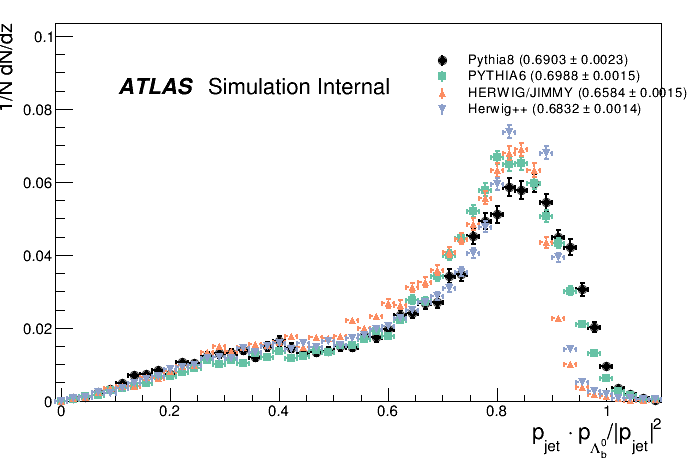 1/N dN/dz
0.1
0.08
0.06
0.04
0.02
0
ATLAS Simulation Internal
Pythia8 (0.6903 ± 0.0023)
PYTHIA6 (0.6988 ± 0.0015)
HERWIG/JIMMY (0.6584 ± 0.0015)
Herwig++ (0.6832 ± 0.0014)
0 0.2 0.4 0.6 0.8 1
p_jet · p_Λ_b^0/|p_jet|^2